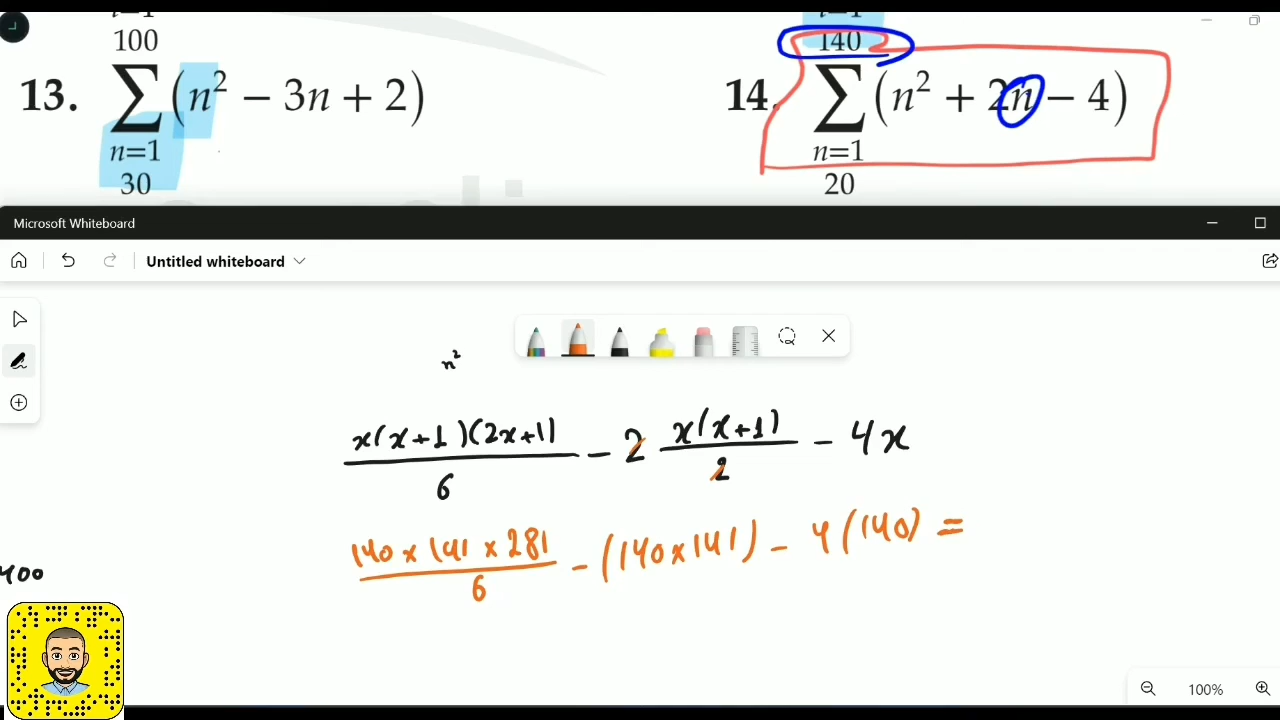 100
140
13. ∑ (n² − 3n + 2)
14. ∑ (n² + 2n − 4)
n=1
n=1
30
20
Microsoft Whiteboard
Untitled whiteboard
n²
x(x+1)(2x+1)/6 − 2 x(x+1)/2 − 4x
140 × 141 × 281/6 − (140×141) − 4(140) =
400
100%